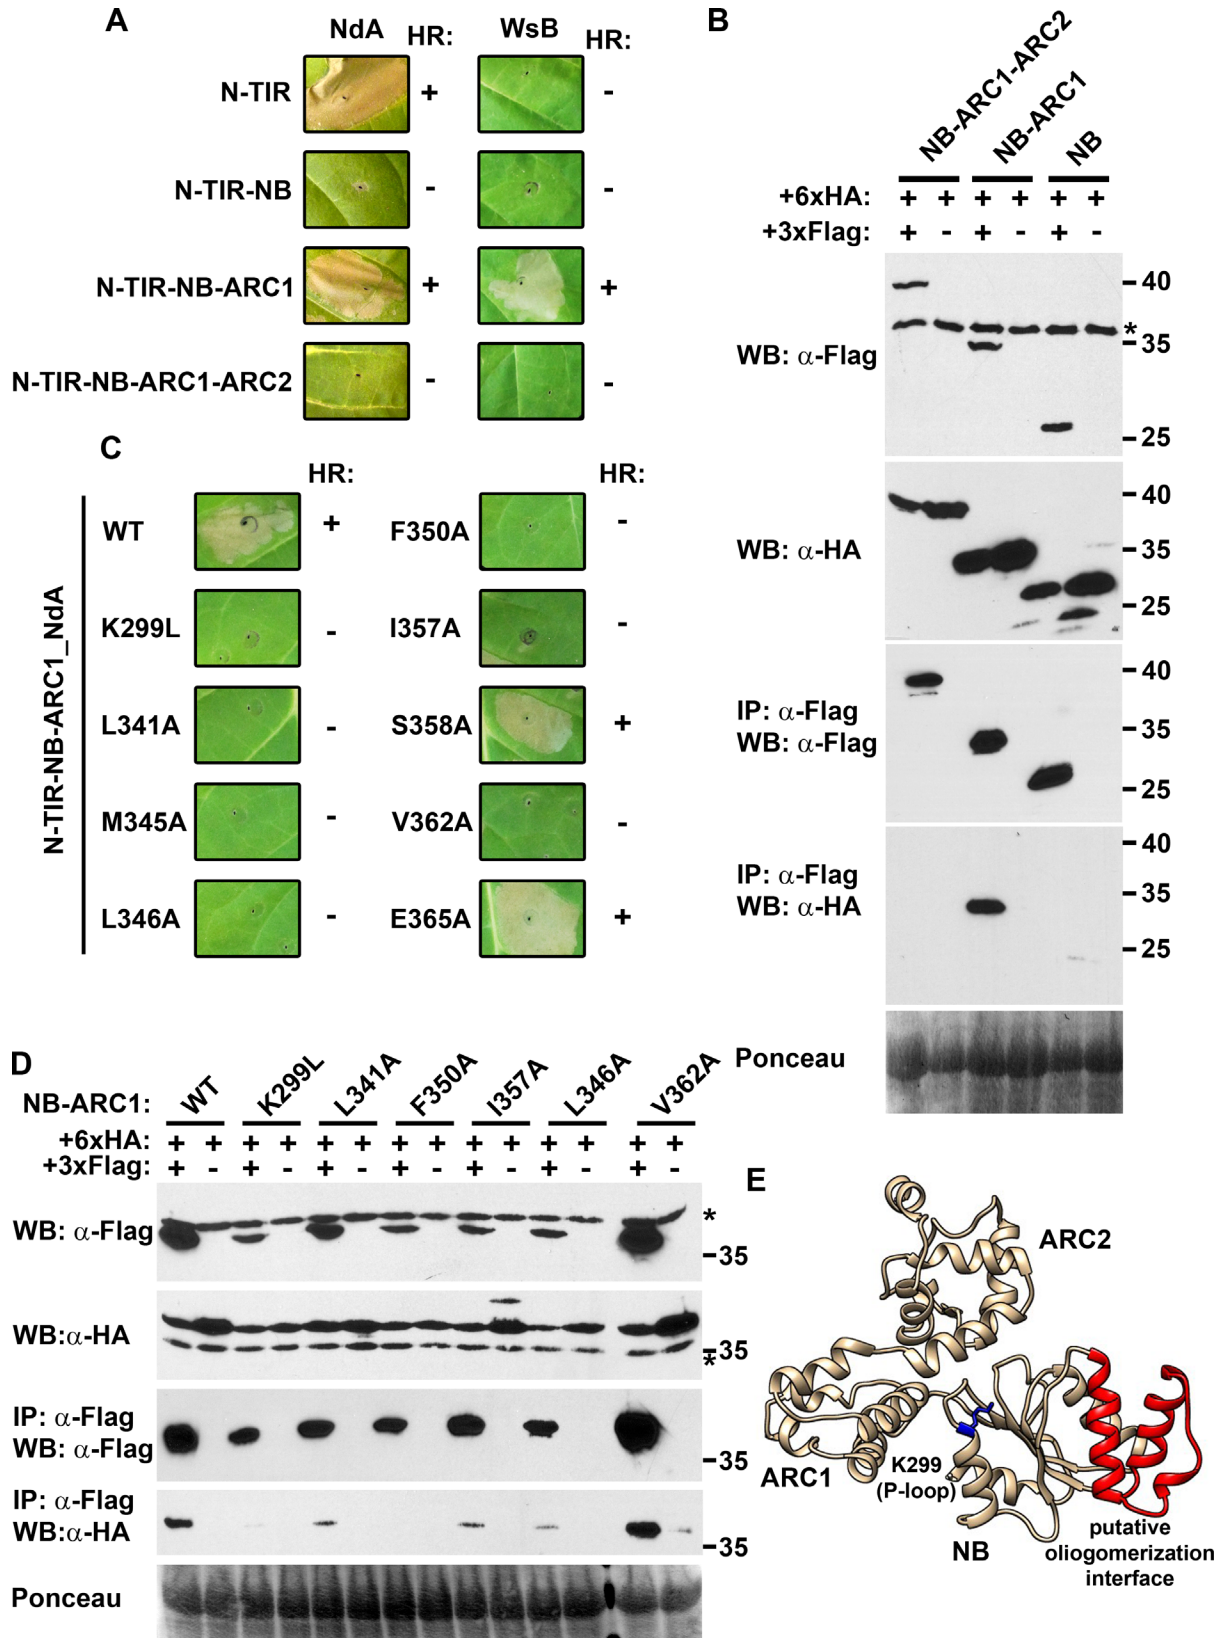 A
NdA HR: WsB HR:
N-TIR + -
N-TIR-NB - -
N-TIR-NB-ARC1 + +
N-TIR-NB-ARC1-ARC2 - -
B
NB-ARC1-ARC2 NB-ARC1 NB
+6xHA: + + + + + +
+3xFlag: + - + - + -
WB: α-Flag
40
*
35
25
WB: α-HA
40
35
25
IP: α-Flag
WB: α-Flag
40
35
25
IP: α-Flag
WB: α-HA
40
35
25
Ponceau
C
HR: HR:
N-TIR-NB-ARC1_NdA
WT + F350A -
K299L - I357A -
L341A - S358A +
M345A - V362A -
L346A - E365A +
D
NB-ARC1: WT K299L L341A F350A I357A L346A V362A
+6xHA: + + + + + + + + + + + + + +
+3xFlag: + - + - + - + - + - + - + -
WB: α-Flag
*
35
WB:α-HA
35
*
IP: α-Flag
WB: α-Flag
35
IP: α-Flag
WB:α-HA
35
Ponceau
E
ARC2
ARC1
K299
(P-loop)
NB
putative
oliogomerization
interface